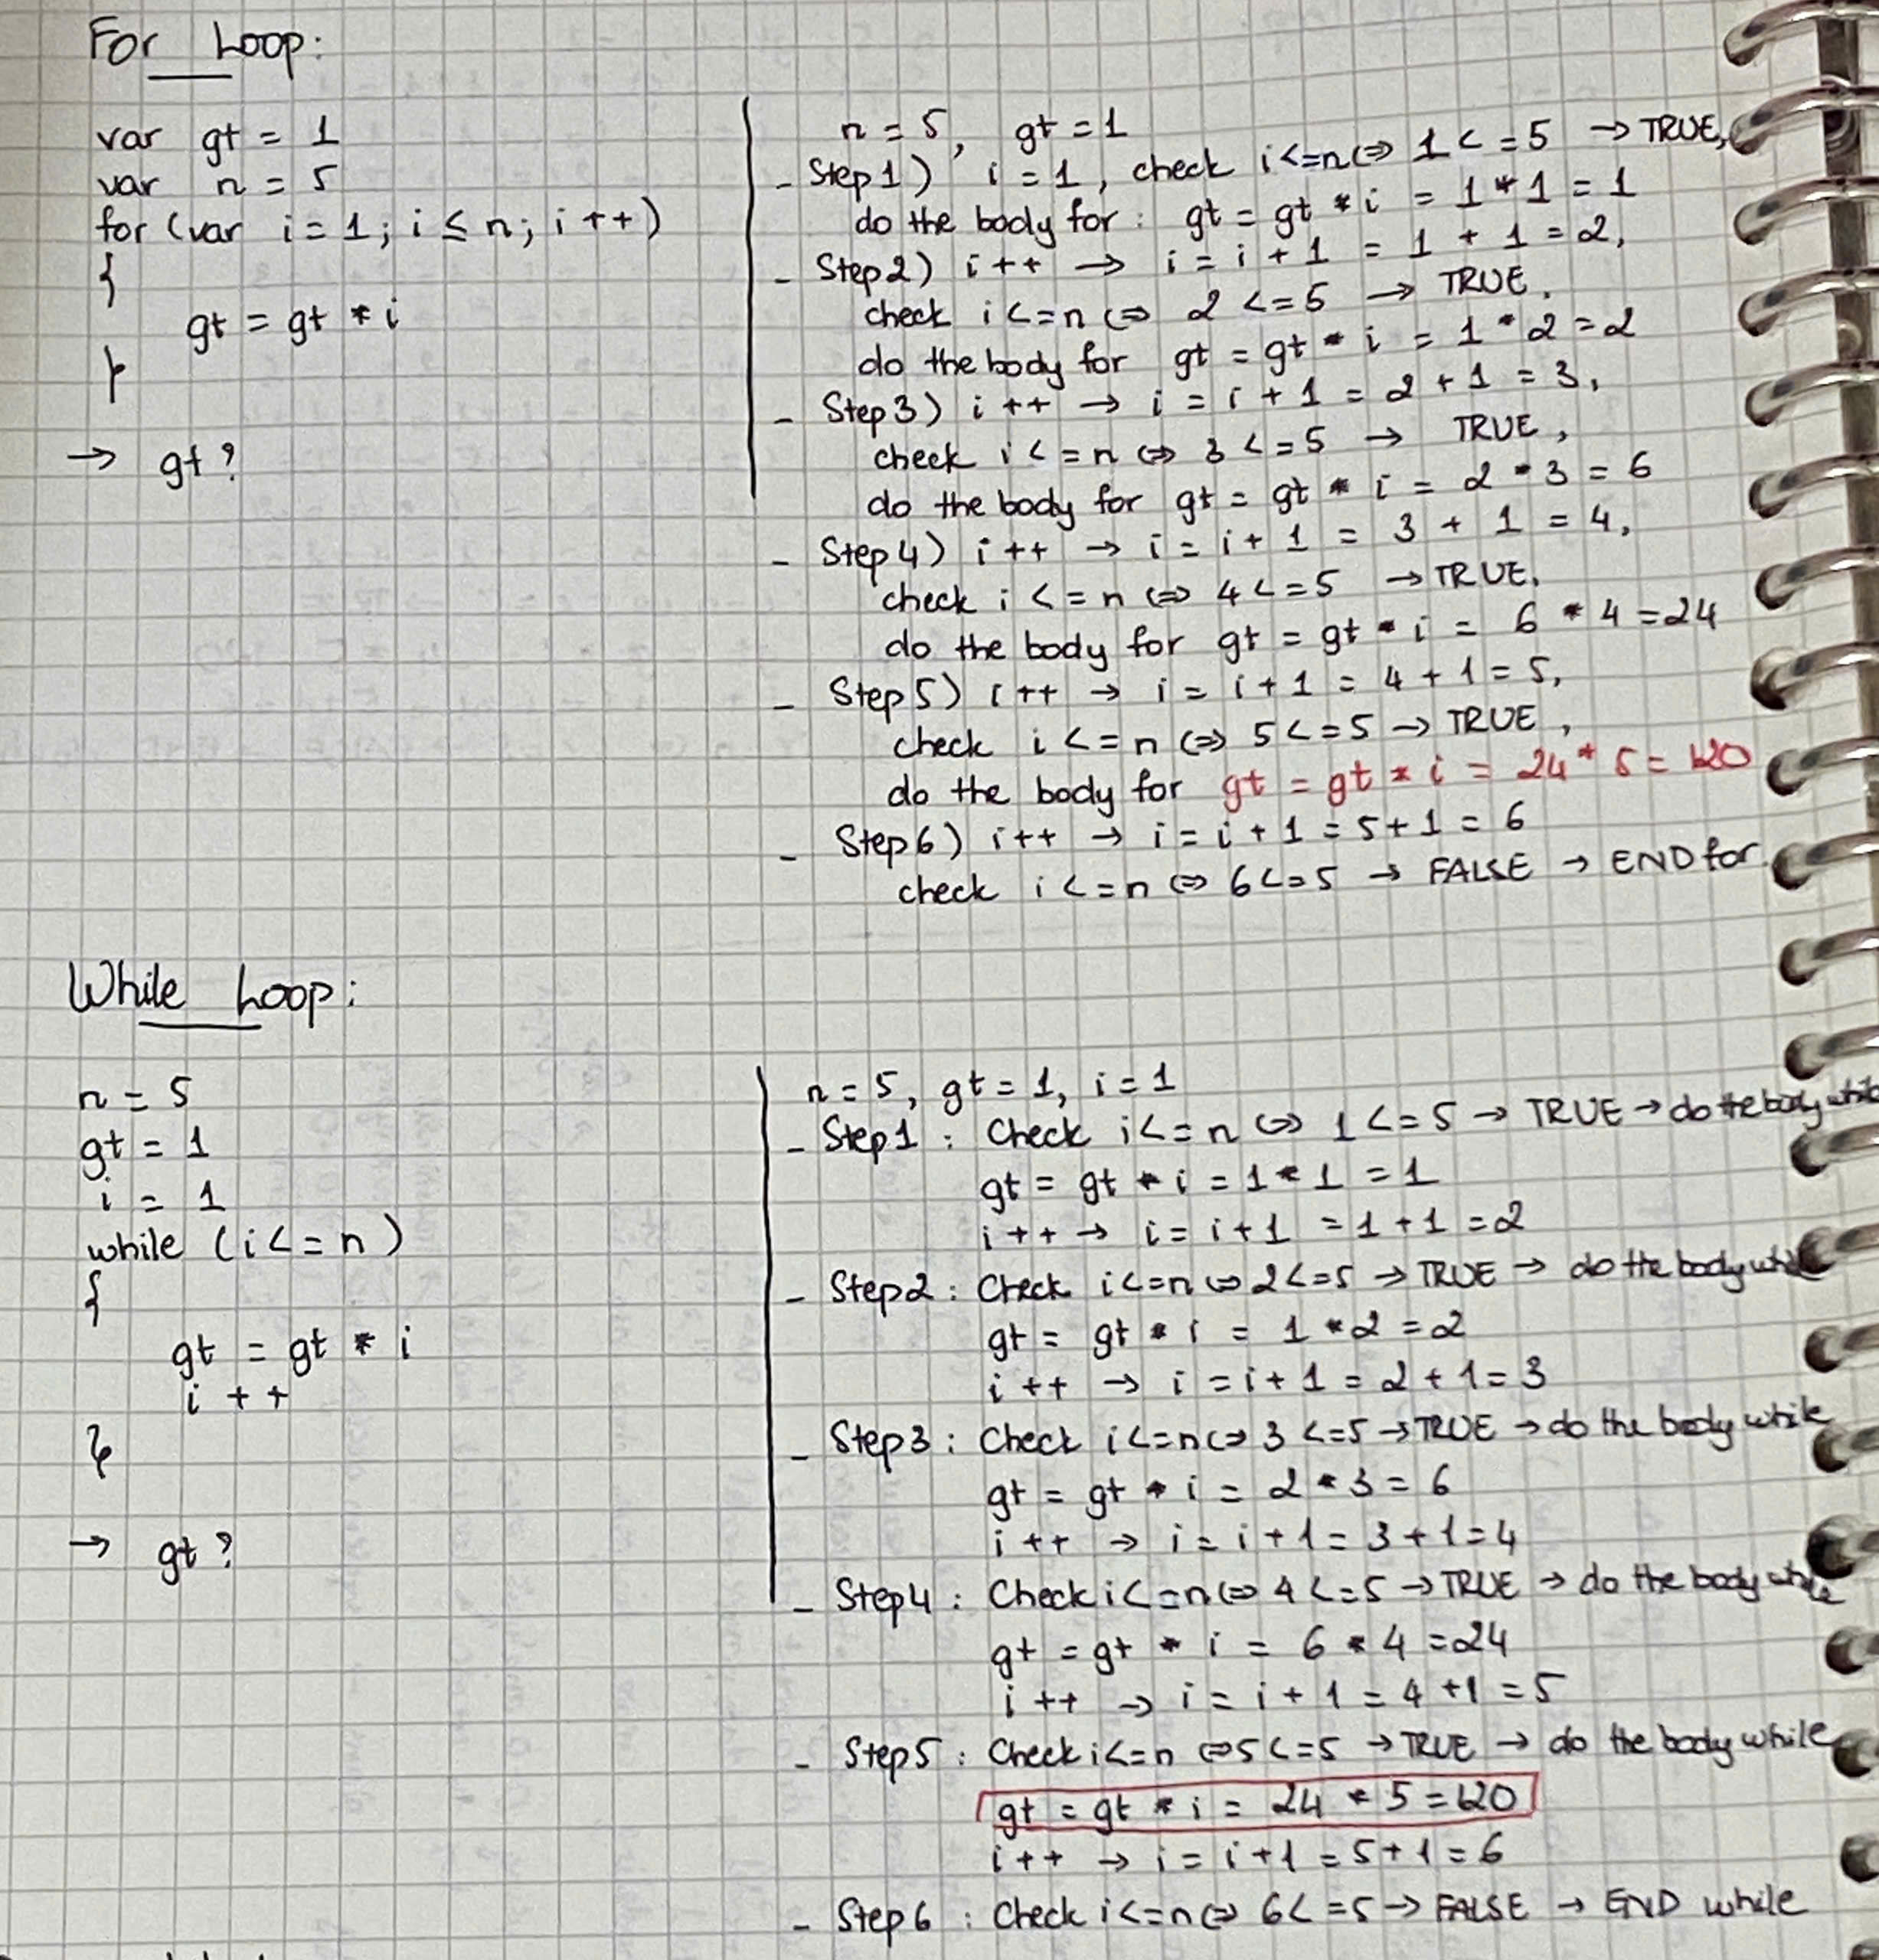 For Loop:
var gt = 1
var n = 5
for (var i = 1; i ≤ n; i ++)
{
gt = gt * i
}
→ gt ?
n = 5, gt = 1
- Step 1) i = 1, check i <= n ⇔ 1 <= 5 → TRUE,
do the body for : gt = gt * i = 1 * 1 = 1
- Step 2) i ++ → i = i + 1 = 1 + 1 = 2,
check i <= n ⇔ 2 <= 5 → TRUE,
do the body for gt = gt * i = 1 * 2 = 2
- Step 3) i ++ → i = i + 1 = 2 + 1 = 3,
check i <= n ⇔ 3 <= 5 → TRUE,
do the body for gt = gt * i = 2 * 3 = 6
- Step 4) i ++ → i = i + 1 = 3 + 1 = 4,
check i <= n ⇔ 4 <= 5 → TRUE,
do the body for gt = gt * i = 6 * 4 = 24
- Step 5) i ++ → i = i + 1 = 4 + 1 = 5,
check i <= n ⇔ 5 <= 5 → TRUE,
do the body for gt = gt * i = 24 * 5 = 120
- Step 6) i ++ → i = i + 1 = 5 + 1 = 6
check i <= n ⇔ 6 <= 5 → FALSE → END for
While Loop:
n = 5
gt = 1
i = 1
while (i <= n)
{
gt = gt * i
i ++
}
→ gt ?
n = 5, gt = 1, i = 1
- Step 1 : Check i <= n ⇔ 1 <= 5 → TRUE → do the body while
gt = gt * i = 1 * 1 = 1
i ++ → i = i + 1 = 1 + 1 = 2
- Step 2 : Check i <= n ⇔ 2 <= 5 → TRUE → do the body while
gt = gt * i = 1 * 2 = 2
i ++ → i = i + 1 = 2 + 1 = 3
- Step 3 : Check i <= n ⇔ 3 <= 5 → TRUE → do the body while
gt = gt * i = 2 * 3 = 6
i ++ → i = i + 1 = 3 + 1 = 4
- Step 4 : Check i <= n ⇔ 4 <= 5 → TRUE → do the body while
gt = gt * i = 6 * 4 = 24
i ++ → i = i + 1 = 4 + 1 = 5
- Step 5 : Check i <= n ⇔ 5 <= 5 → TRUE → do the body while
gt = gt * i = 24 * 5 = 120
i ++ → i = i + 1 = 5 + 1 = 6
- Step 6 : Check i <= n ⇔ 6 <= 5 → FALSE → END while